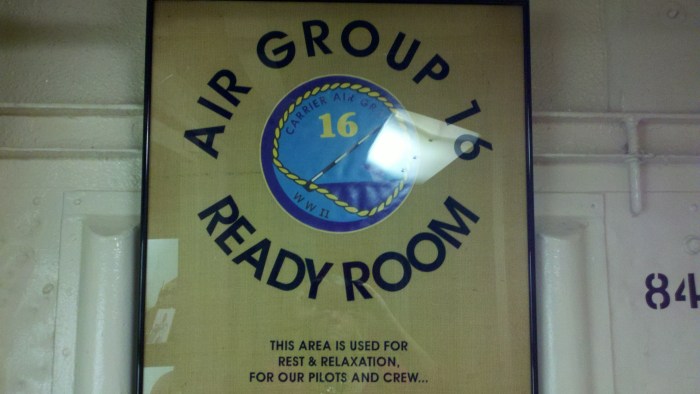 AIR GROUP 16
CARRIER AIR
16
WW II
READY ROOM
THIS AREA IS USED FOR
REST & RELAXATION,
FOR OUR PILOTS AND CREW...
84